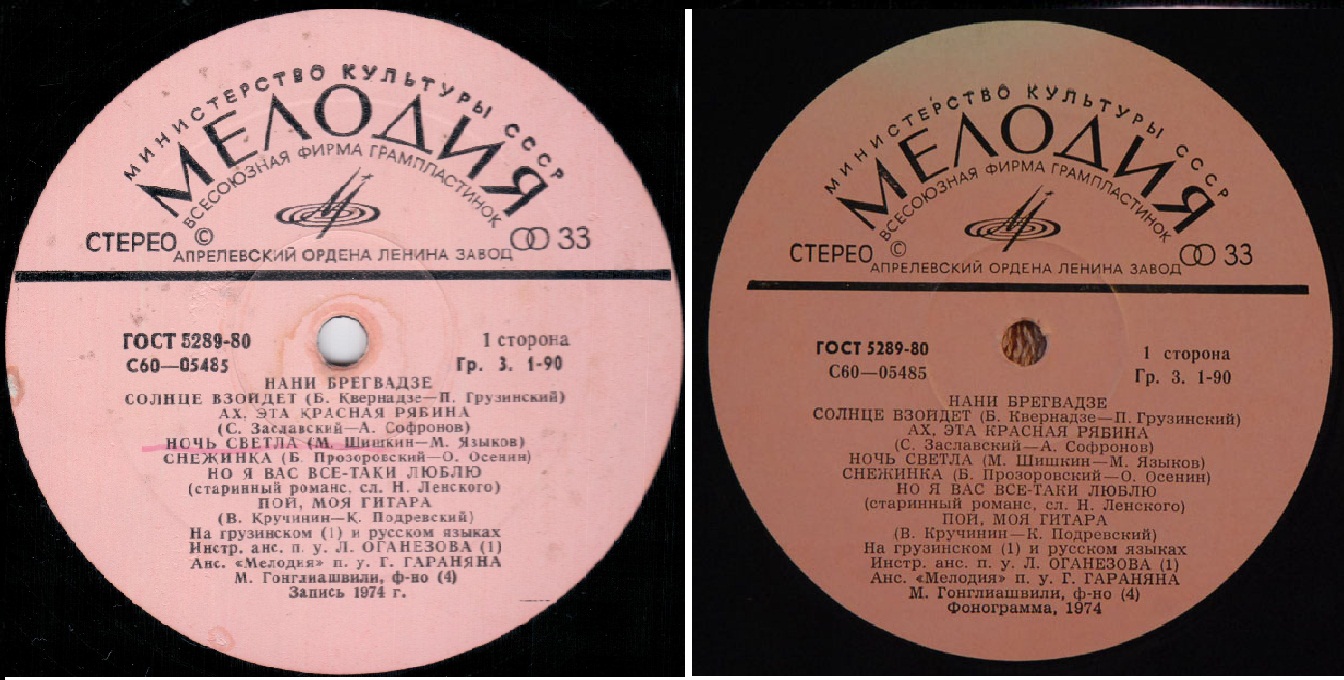 МИНИСТЕРСТВО КУЛЬТУРЫ СССР
МЕЛОДИЯ
ВСЕСОЮЗНАЯ ФИРМА ГРАМПЛАСТИНОК
СТЕРЕО © 33
АПРЕЛЕВСКИЙ ОРДЕНА ЛЕНИНА ЗАВОД
ГОСТ 5289-80 1 сторона
С60—05485 Гр. 3. 1-90
НАНИ БРЕГВАДЗЕ
СОЛНЦЕ ВЗОЙДЕТ (Б. Квернадзе—П. Грузинский)
АХ, ЭТА КРАСНАЯ РЯБИНА
(С. Заславский—А. Софронов)
НОЧЬ СВЕТЛА (М. Шишкин—М. Языков)
СНЕЖИНКА (Б. Прозоровский—О. Осенин)
НО Я ВАС ВСЕ-ТАКИ ЛЮБЛЮ
(старинный романс, сл. Н. Ленского)
ПОЙ, МОЯ ГИТАРА
(В. Кручинин—К. Подревский)
На грузинском (1) и русском языках
Инстр. анс. п. у. Л. ОГАНЕЗОВА (1)
Анс. «Мелодия» п. у. Г. ГАРАНЯНА
М. Гонглиашвили, ф-но (4)
Запись 1974 г.
МИНИСТЕРСТВО КУЛЬТУРЫ СССР
МЕЛОДИЯ
ВСЕСОЮЗНАЯ ФИРМА ГРАМПЛАСТИНОК
СТЕРЕО © 33
АПРЕЛЕВСКИЙ ОРДЕНА ЛЕНИНА ЗАВОД
ГОСТ 5289-80 1 сторона
С60—05485 Гр. 3. 1-90
НАНИ БРЕГВАДЗЕ
СОЛНЦЕ ВЗОЙДЕТ (Б. Квернадзе—П. Грузинский)
АХ, ЭТА КРАСНАЯ РЯБИНА
(С. Заславский—А. Софронов)
НОЧЬ СВЕТЛА (М. Шишкин—М. Языков)
СНЕЖИНКА (Б. Прозоровский—О. Осенин)
НО Я ВАС ВСЕ-ТАКИ ЛЮБЛЮ
(старинный романс, сл. Н. Ленского)
ПОЙ, МОЯ ГИТАРА
(В. Кручинин—К. Подревский)
На грузинском (1) и русском языках
Инстр. анс. п. у. Л. ОГАНЕЗОВА (1)
Анс. «Мелодия» п. у. Г. ГАРАНЯНА
М. Гонглиашвили, ф-но (4)
Фонограмма, 1974